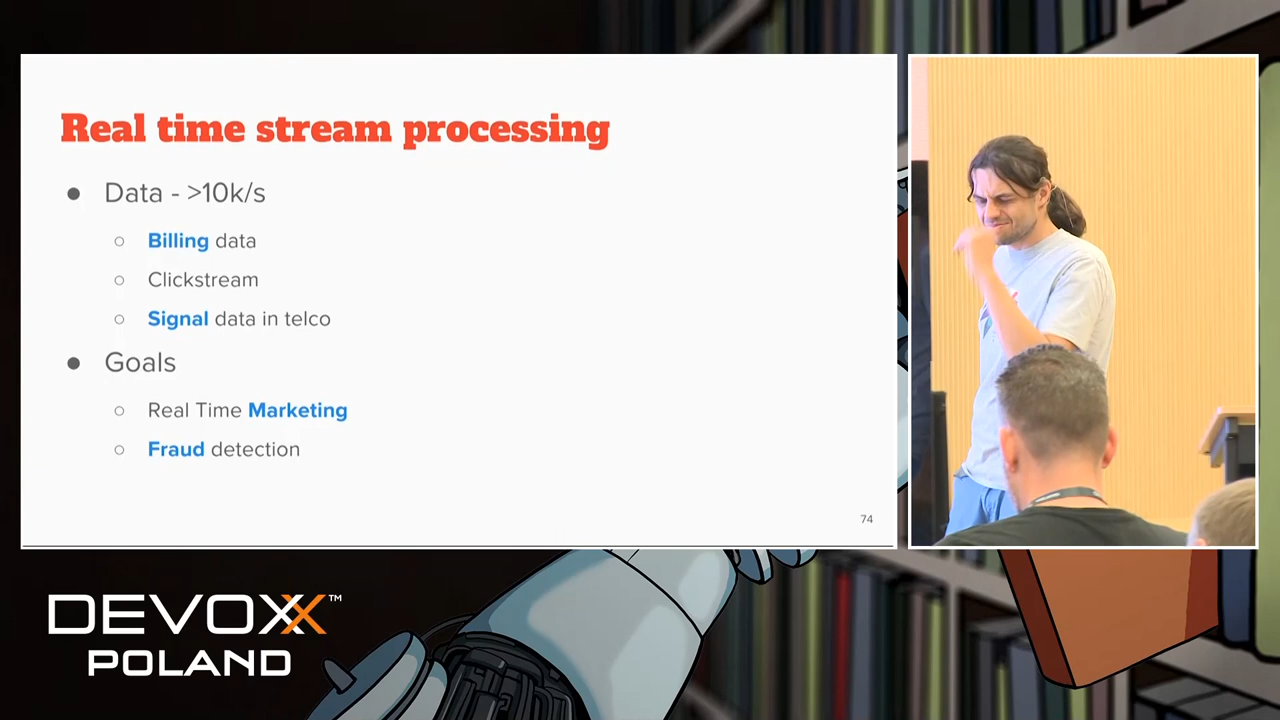 Real time stream processing
● Data - >10k/s
○ Billing data
○ Clickstream
○ Signal data in telco
● Goals
○ Real Time Marketing
○ Fraud detection
74
DEVOXX™
POLAND